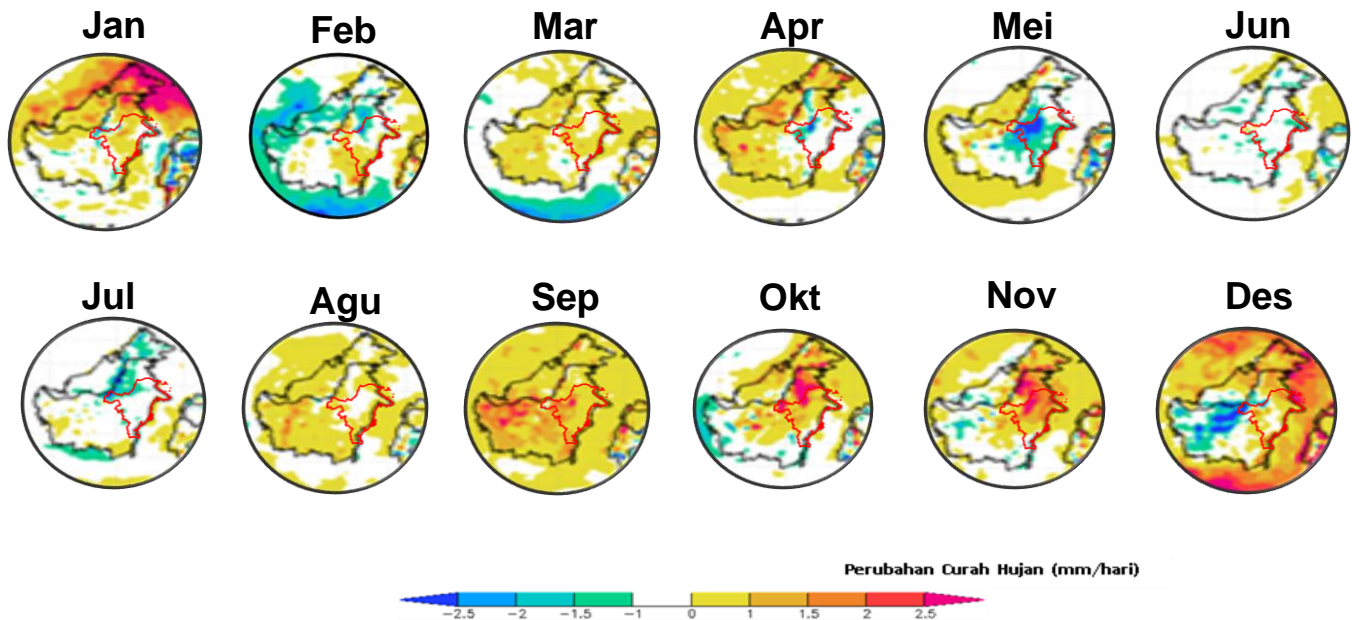 Jan Feb Mar Apr Mei Jun
Jul Agu Sep Okt Nov Des
Perubahan Curah Hujan (mm/hari)
-2.5 -2 -1.5 -1 0 1 1.5 2 2.5